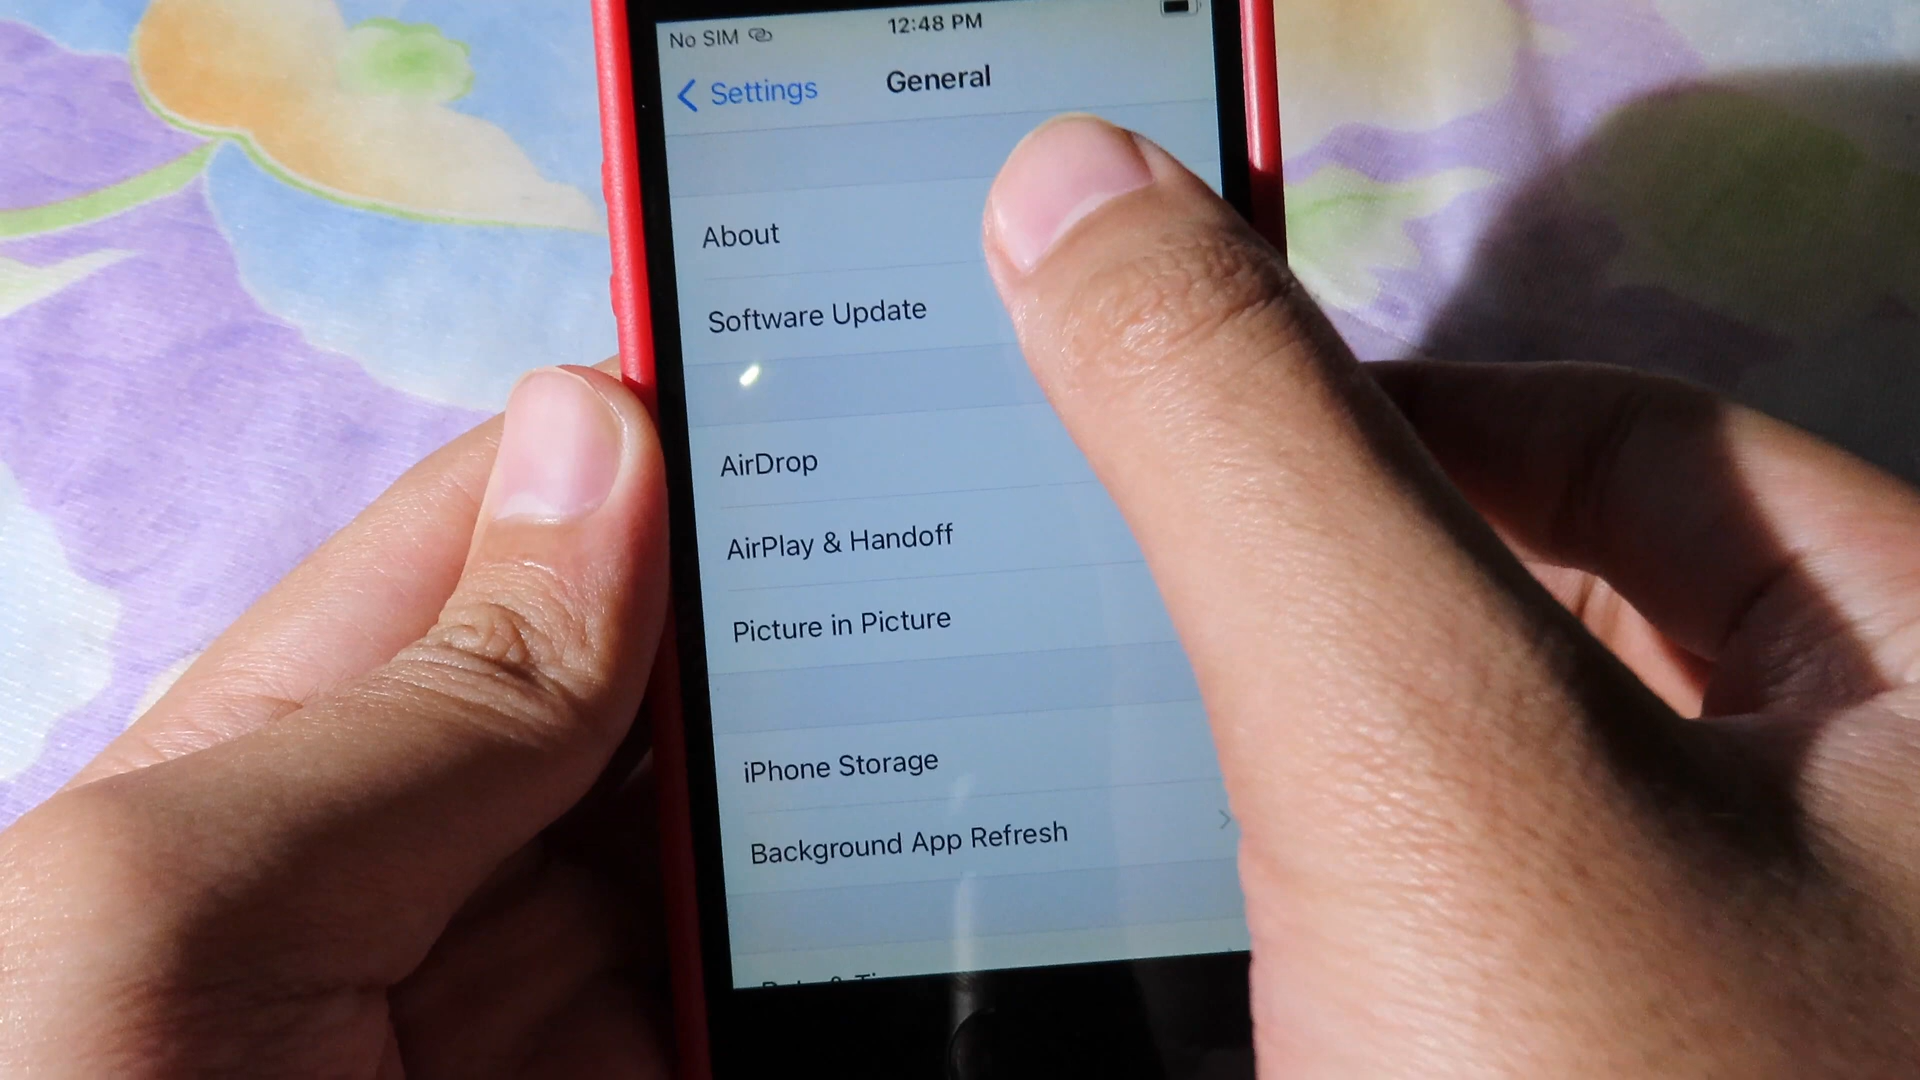 No SIM 12:48 PM
Settings General
About
Software Update
AirDrop
AirPlay & Handoff
Picture in Picture
iPhone Storage
Background App Refresh